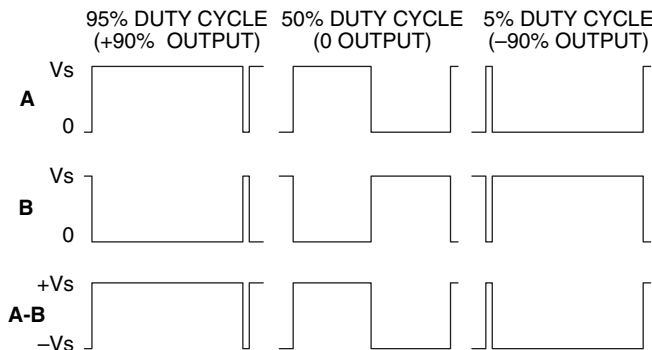 95% DUTY CYCLE
(+90% OUTPUT)
50% DUTY CYCLE
(0 OUTPUT)
5% DUTY CYCLE
(–90% OUTPUT)
Vs
A
0
Vs
B
0
+Vs
A-B
–Vs